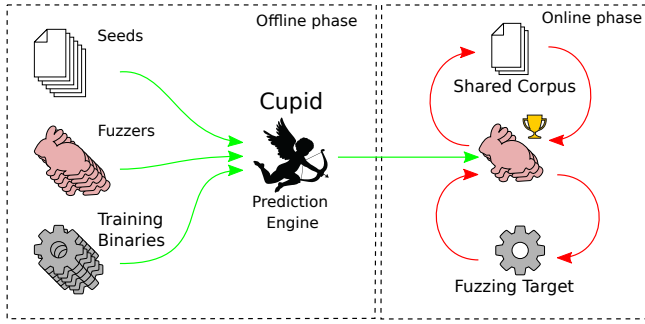 Offline phase
Online phase
Seeds
Fuzzers
Training
Binaries
Cupid
Prediction
Engine
Shared Corpus
Fuzzing Target